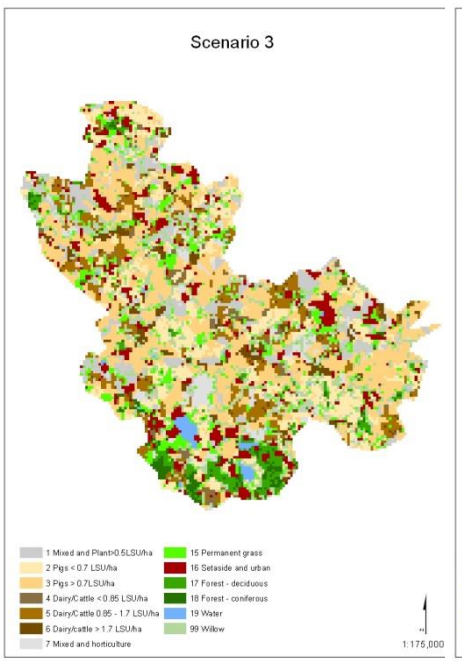 Scenario 3
1 Mixed and Plant>0.5LSU/ha
2 Pigs < 0.7 LSU/ha
3 Pigs > 0.7LSU/ha
4 Dairy/Cattle < 0.85 LSU/ha
5 Dairy/Cattle 0.85 - 1.7 LSU/ha
6 Dairy/cattle > 1.7 LSU/ha
7 Mixed and horticulture
15 Permanent grass
16 Setaside and urban
17 Forest - deciduous
18 Forest - coniferous
19 Water
99 Willow
1:175,000